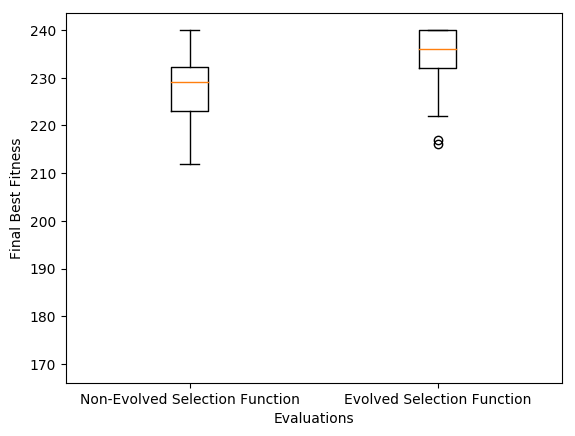 Final Best Fitness
240
230
220
210
200
190
180
170
Non-Evolved Selection Function
Evolved Selection Function
Evaluations